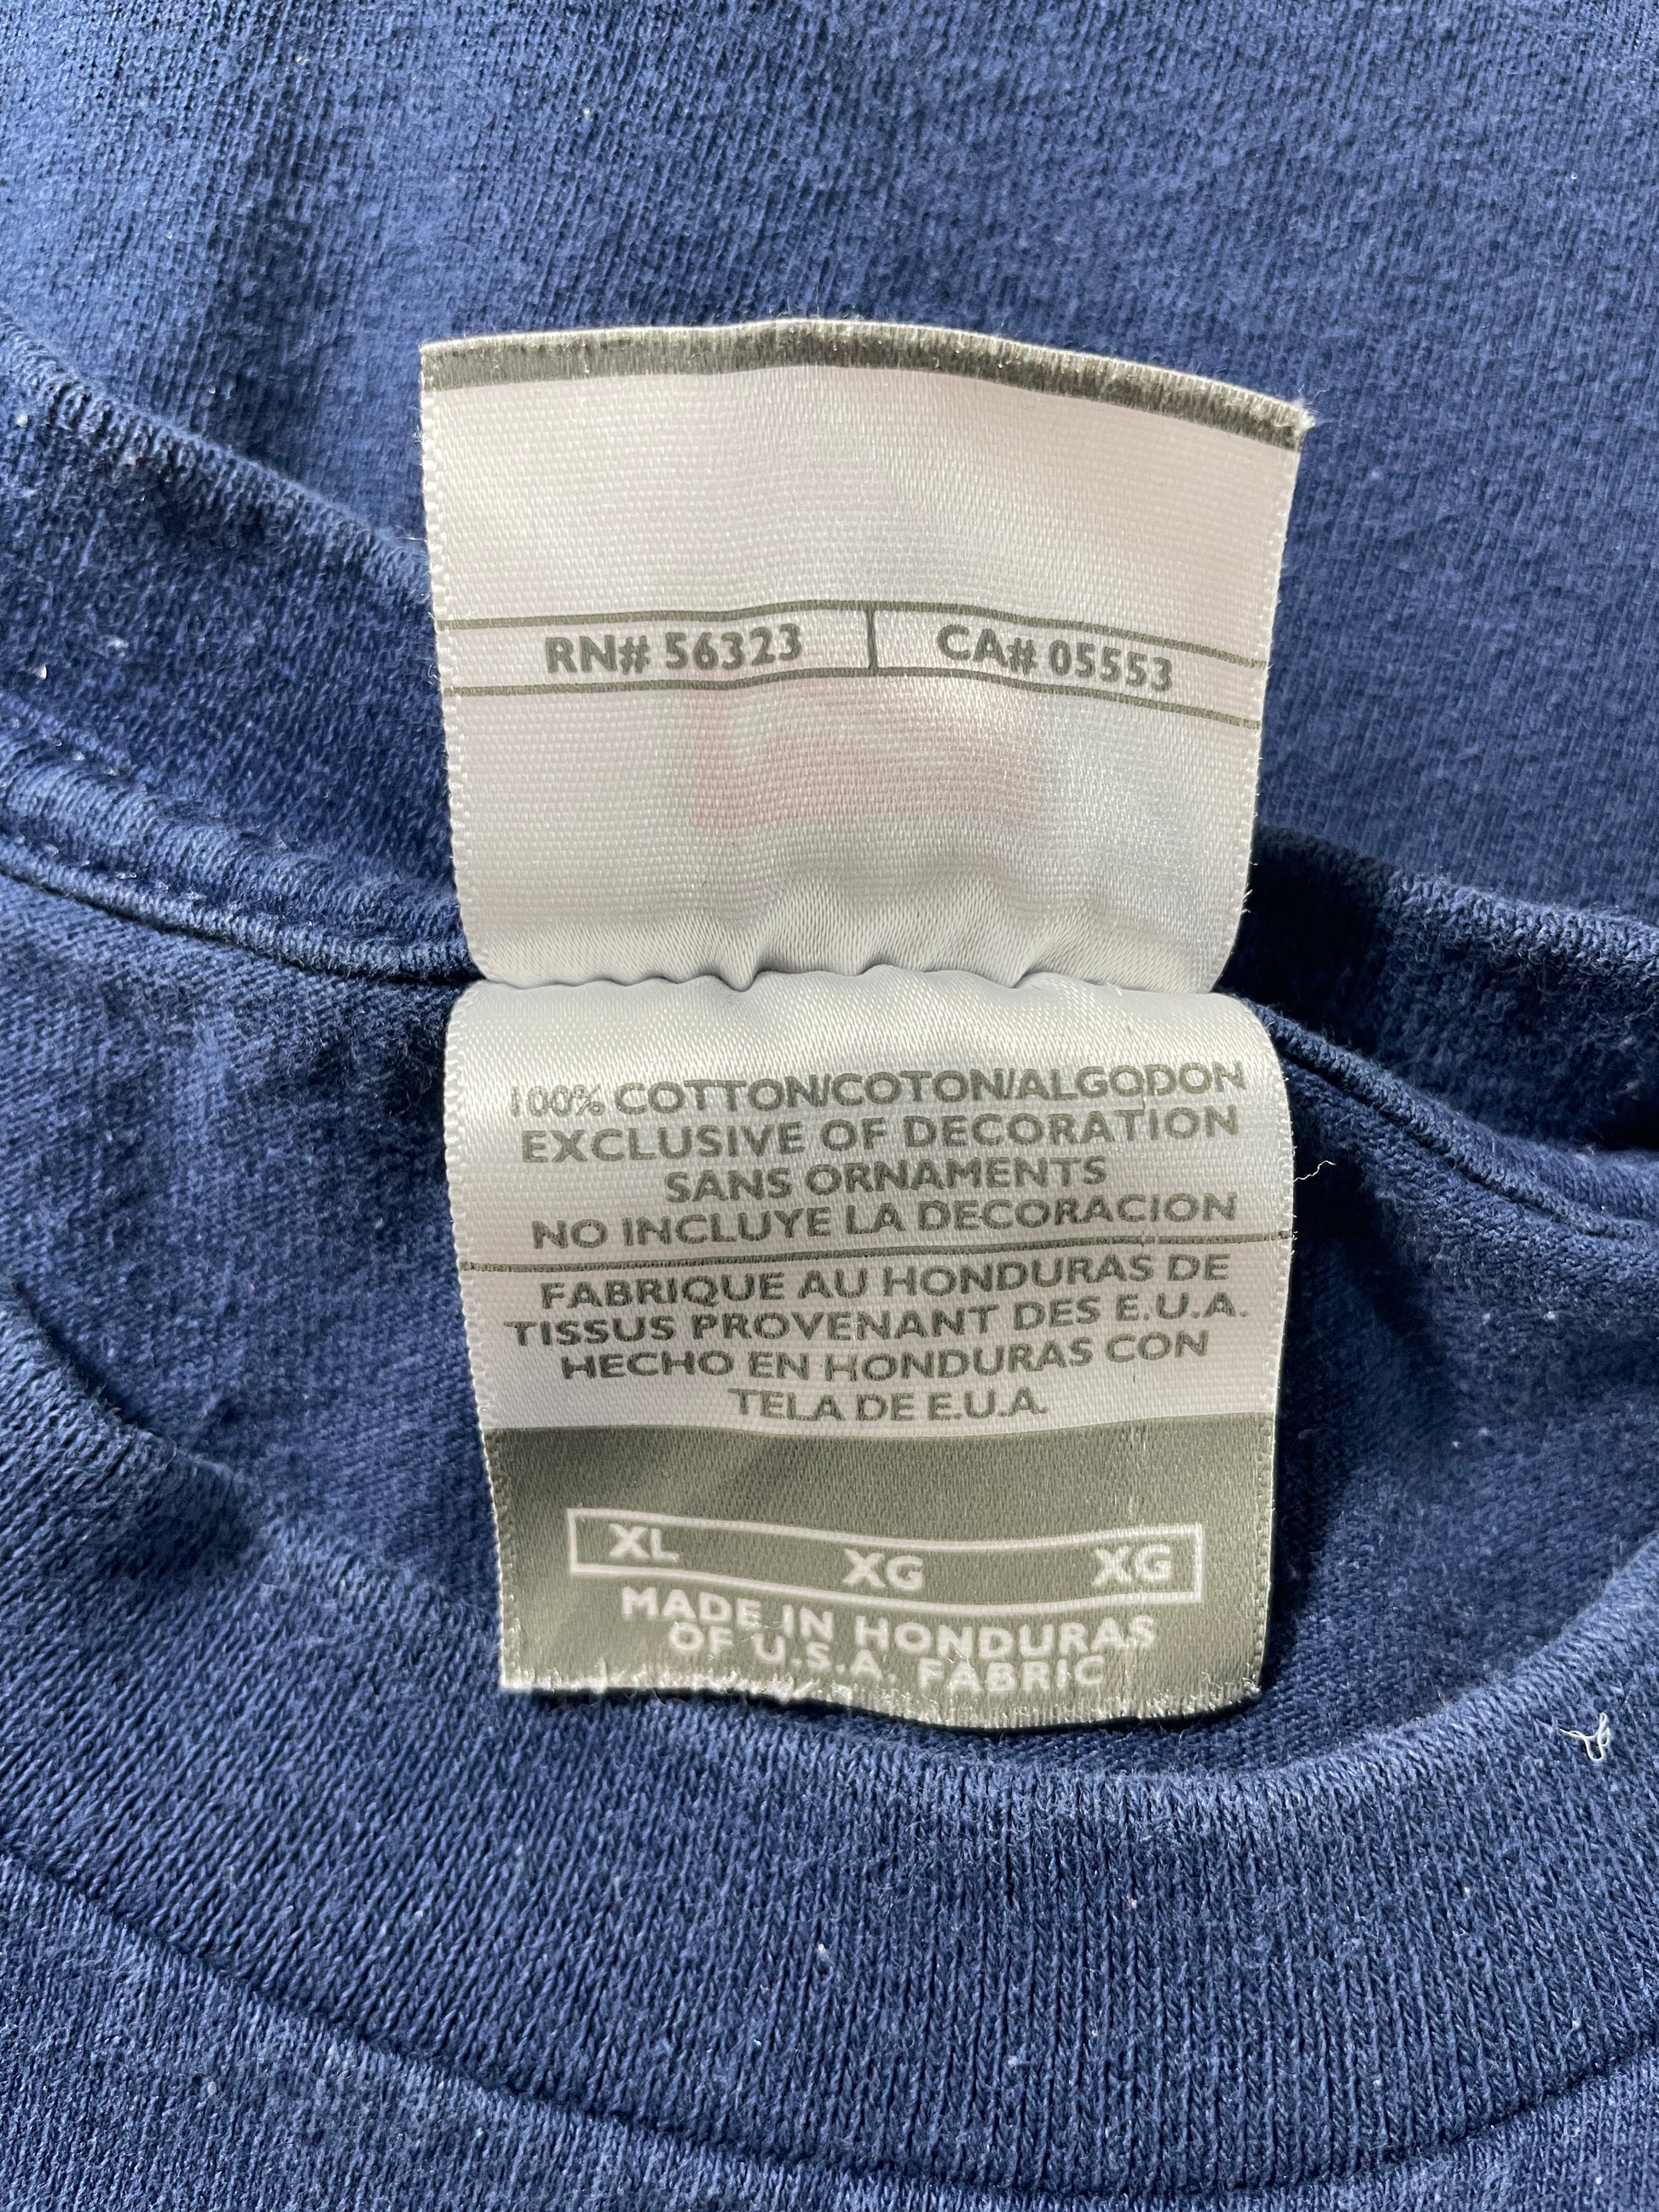 RN# 56323 CA# 05553
100% COTTON/COTON/ALGODON
EXCLUSIVE OF DECORATION
SANS ORNAMENTS
NO INCLUYE LA DECORACION
FABRIQUE AU HONDURAS DE
TISSUS PROVENANT DES E.U.A.
HECHO EN HONDURAS CON
TELA DE E.U.A.
XL XG XG
MADE IN HONDURAS
OF U.S.A. FABRIC